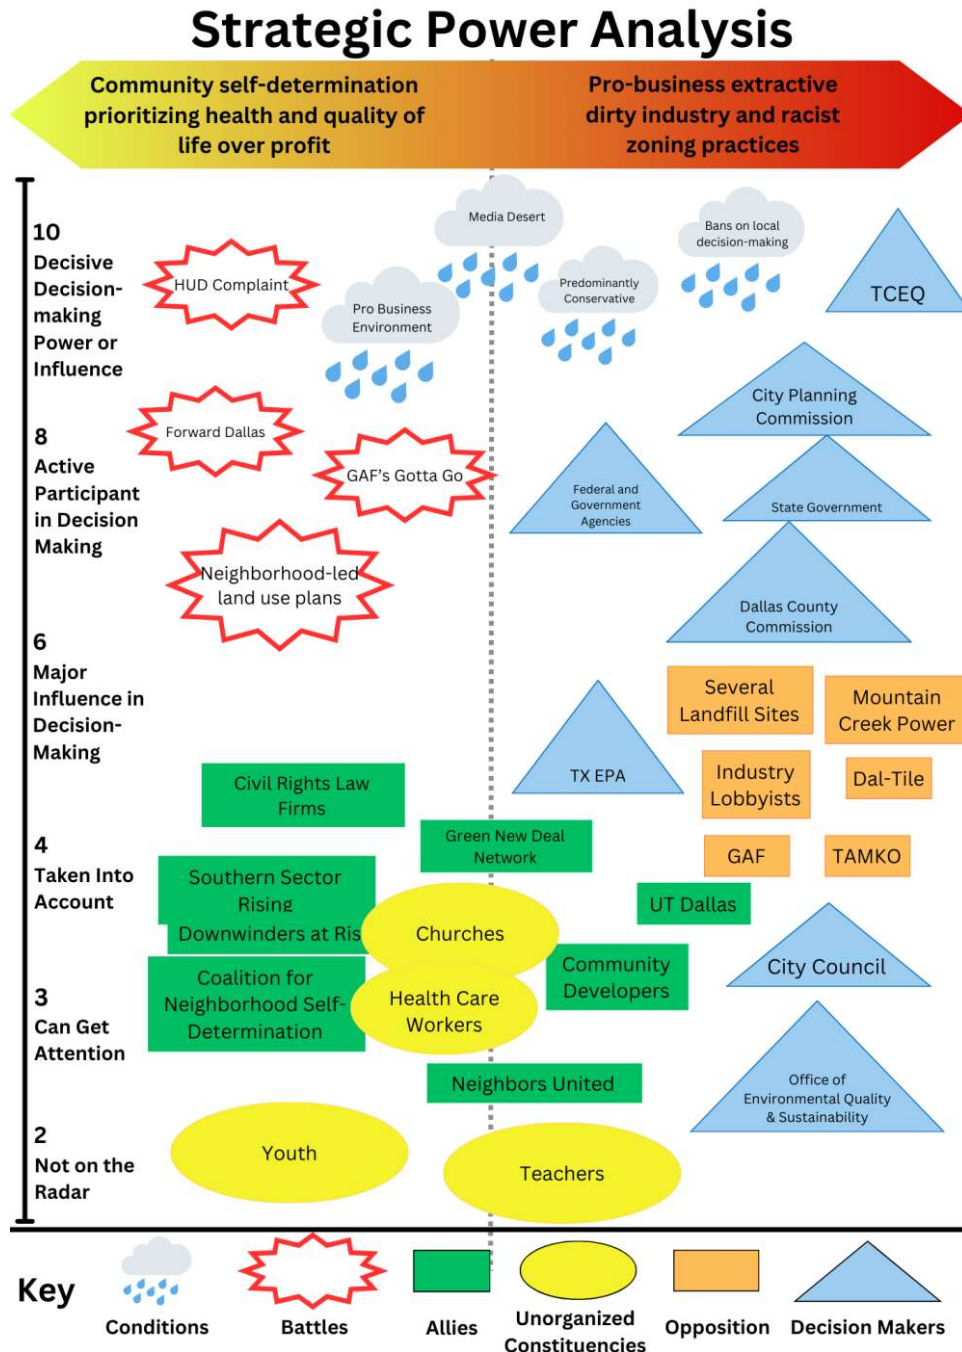 Strategic Power Analysis
Community self-determination
prioritizing health and quality of
life over profit
Pro-business extractive
dirty industry and racist
zoning practices
10
Decisive
Decision-
making
Power or
Influence
8
Active
Participant
in Decision
Making
6
Major
Influence in
Decision-
Making
4
Taken Into
Account
3
Can Get
Attention
2
Not on the
Radar
Media Desert
Bans on local
decision-making
HUD Complaint
Pro Business
Environment
Predominantly
Conservative
TCEQ
Forward Dallas
City Planning
Commission
GAF's Gotta Go
Federal and
Government
Agencies
State Government
Neighborhood-led
land use plans
Dallas County
Commission
Several
Landfill Sites
Mountain
Creek Power
TX EPA
Industry
Lobbyists
Dal-Tile
Civil Rights Law
Firms
Green New Deal
Network
GAF
TAMKO
Southern Sector
Rising
UT Dallas
Downwinders at Ris
Churches
City Council
Coalition for
Neighborhood Self-
Determination
Health Care
Workers
Community
Developers
Neighbors United
Office of
Environmental Quality
& Sustainability
Youth
Teachers
Key
Conditions
Battles
Allies
Unorganized
Constituencies
Opposition
Decision Makers